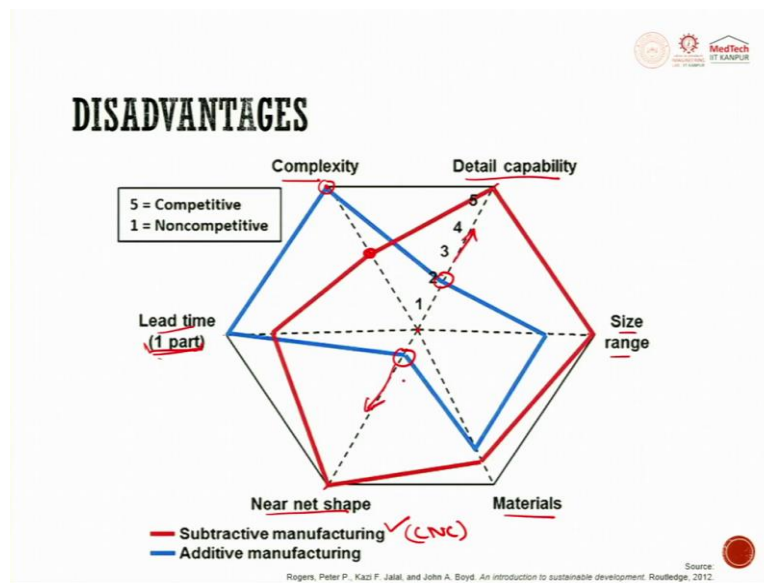 MedTech
IIT KANPUR
DISADVANTAGES
Complexity
Detail capability
5 = Competitive
1 = Noncompetitive
5
4
3
2
1
Lead time
(1 part)
Size
range
Near net shape
Materials
Subtractive manufacturing (CNC)
Additive manufacturing
Source:
Rogers, Peter P., Kazi F. Jalal, and John A. Boyd. An introduction to sustainable development. Routledge, 2012.